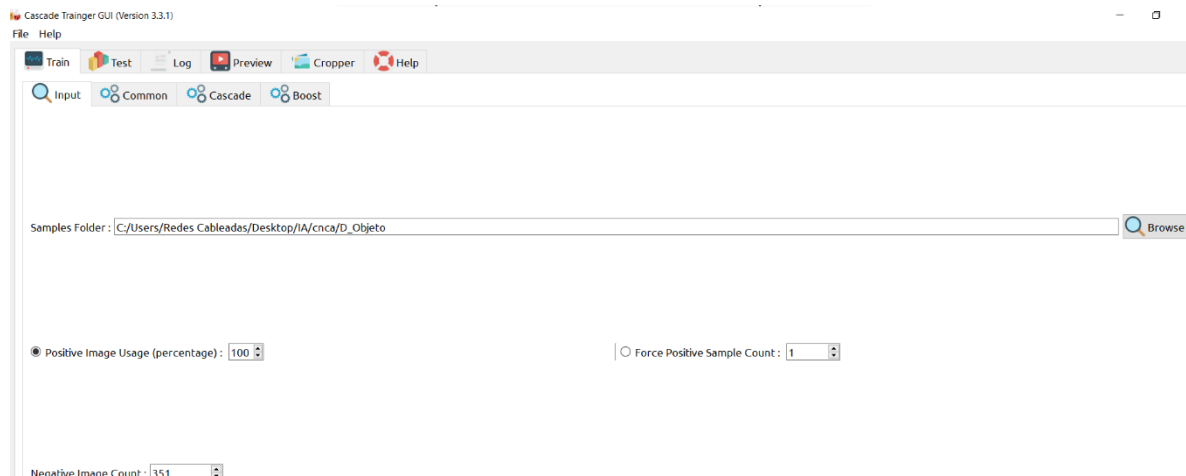 Cascade Trainger GUI (Version 3.3.1)
File Help
Train Test Log Preview Cropper Help
Input Common Cascade Boost
Samples Folder : C:/Users/Redes Cableadas/Desktop/IA/cnca/D_Objeto Browse
Positive Image Usage (percentage) : 100 Force Positive Sample Count : 1
Negative Image Count : 351